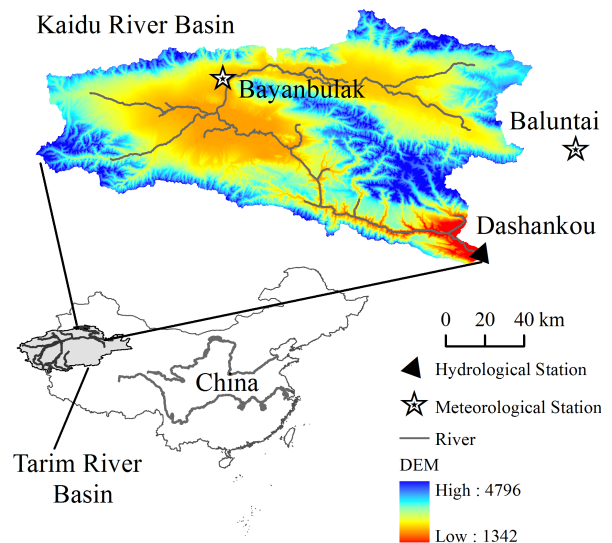 Kaidu River Basin
Bayanbulak
Baluntai
Dashankou
0 20 40 km
China
Hydrological Station
Meteorological Station
River
Tarim River
Basin
DEM
High : 4796
Low : 1342